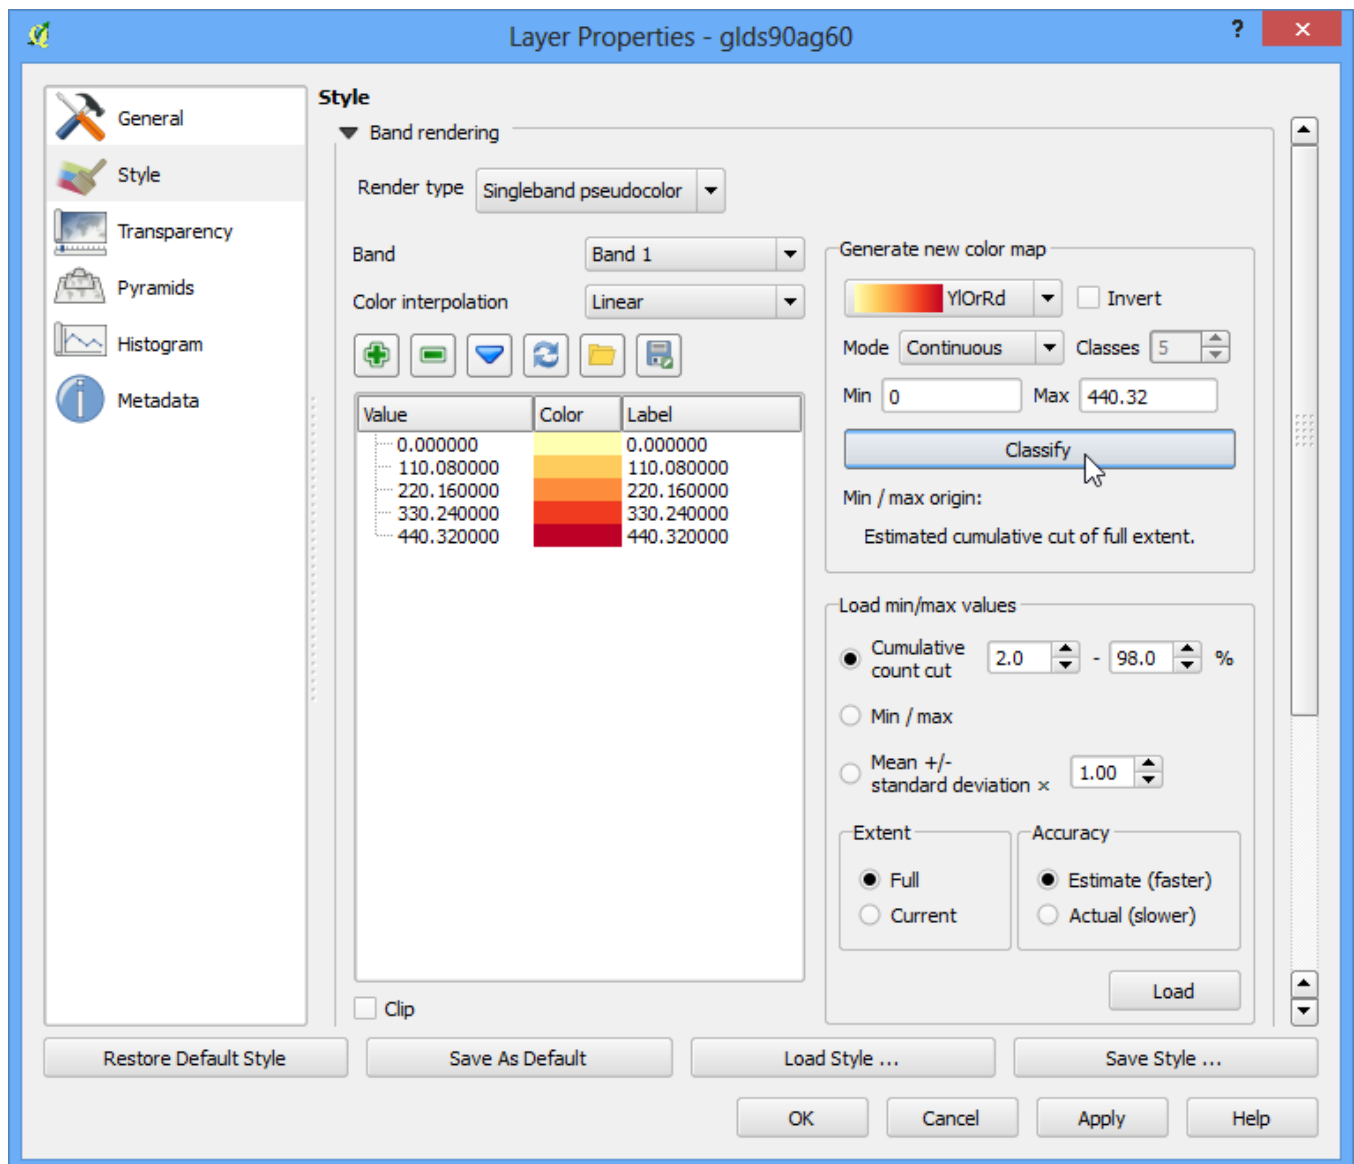 Layer Properties - glds90ag60
?
General
Style
Transparency
Pyramids
Histogram
Metadata
Style
Band rendering
Render type Singleband pseudocolor
Band Band 1
Color interpolation Linear
Value Color Label
0.000000 0.000000
110.080000 110.080000
220.160000 220.160000
330.240000 330.240000
440.320000 440.320000
Clip
Generate new color map
YlOrRd Invert
Mode Continuous Classes 5
Min 0 Max 440.32
Classify
Min / max origin:
Estimated cumulative cut of full extent.
Load min/max values
Cumulative
count cut 2.0 - 98.0 %
Min / max
Mean +/-
standard deviation × 1.00
Extent
Full
Current
Accuracy
Estimate (faster)
Actual (slower)
Load
Restore Default Style Save As Default Load Style ... Save Style ...
OK Cancel Apply Help